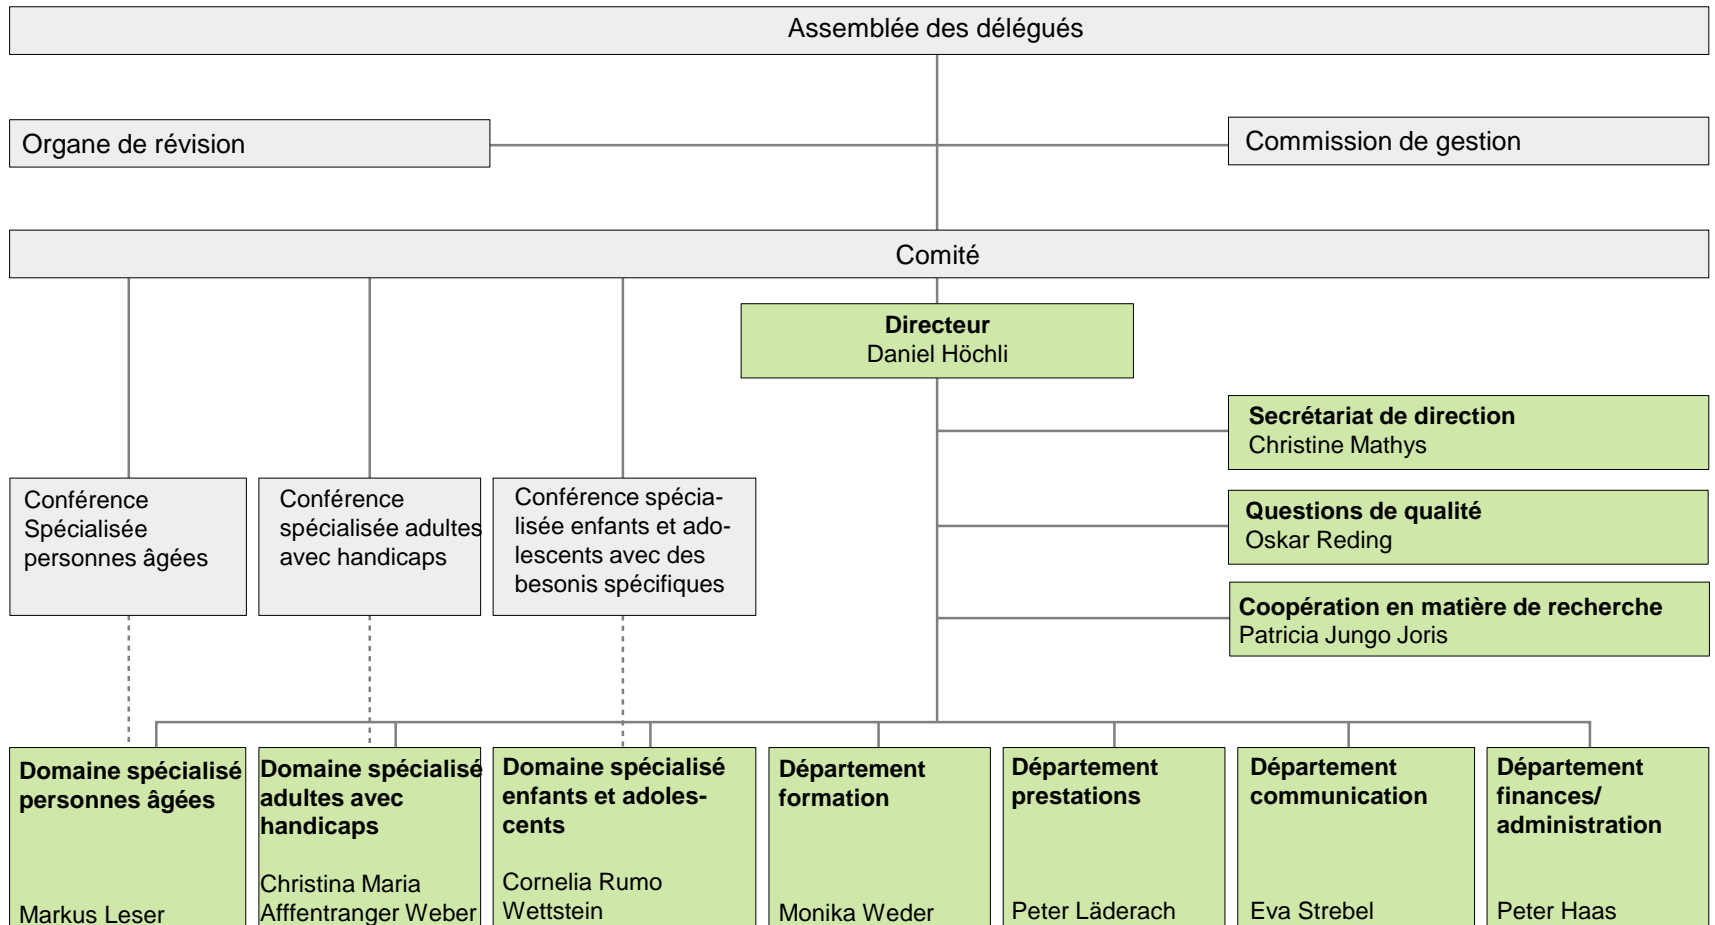 Assemblée des délégués
Organe de révision
Commission de gestion
Comité
Directeur
Daniel Höchli
Secrétariat de direction
Christine Mathys
Conférence
Spécialisée
personnes âgées
Conférence
spécialisée adultes
avec handicaps
Conférence spécia-
lisée enfants et ado-
lescents avec des
besonis spécifiques
Questions de qualité
Oskar Reding
Coopération en matière de recherche
Patricia Jungo Joris
Domaine spécialisé
personnes âgées
Markus Leser
Domaine spécialisé
adultes avec
handicaps
Christina Maria
Afffentranger Weber
Domaine spécialisé
enfants et adoles-
cents
Cornelia Rumo
Wettstein
Département
formation
Monika Weder
Département
prestations
Peter Läderach
Département
communication
Eva Strebel
Département
finances/
administration
Peter Haas